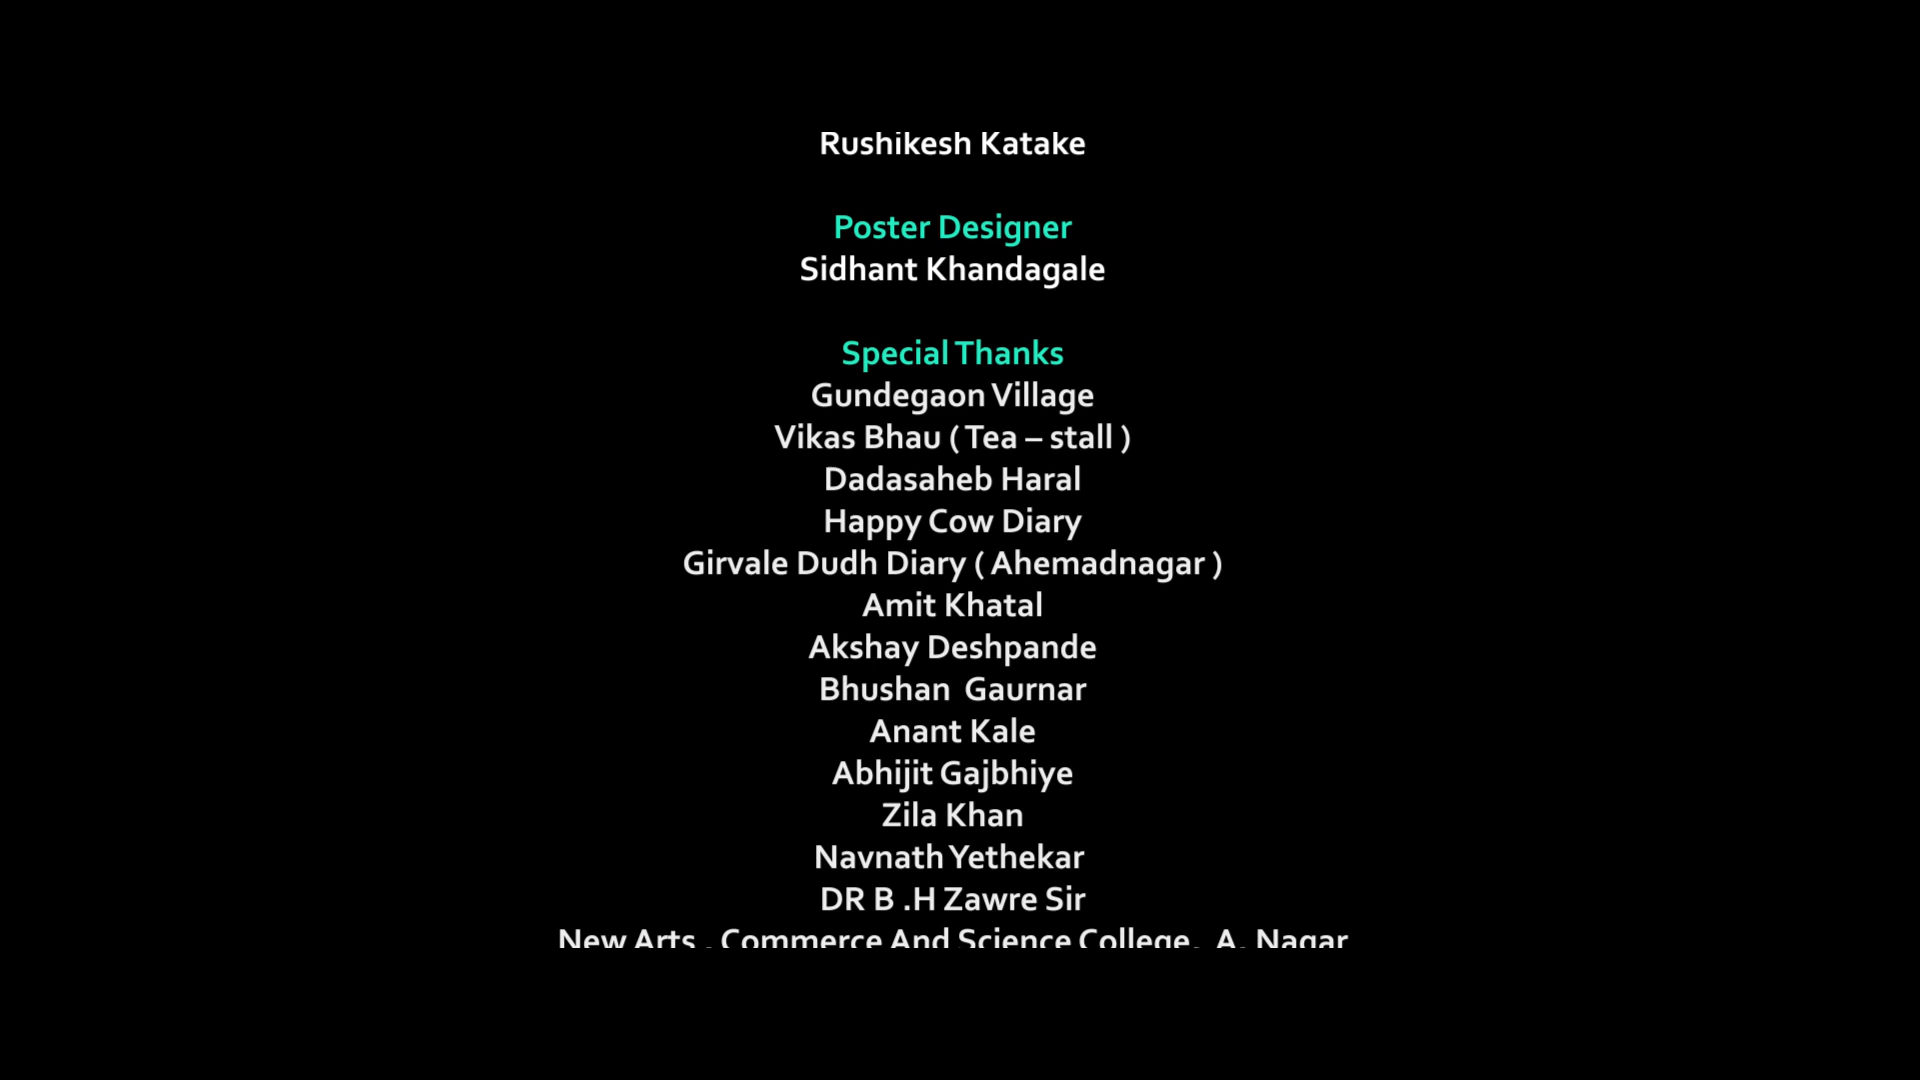 Rushikesh Katake
Poster Designer
Sidhant Khandagale
Special Thanks
Gundegaon Village
Vikas Bhau ( Tea – stall )
Dadasaheb Haral
Happy Cow Diary
Girvale Dudh Diary ( Ahemadnagar )
Amit Khatal
Akshay Deshpande
Bhushan  Gaurnar
Anant Kale
Abhijit Gajbhiye
Zila Khan
Navnath Yethekar
DR B .H Zawre Sir
New Arts , Commerce And Science College,  A. Nagar